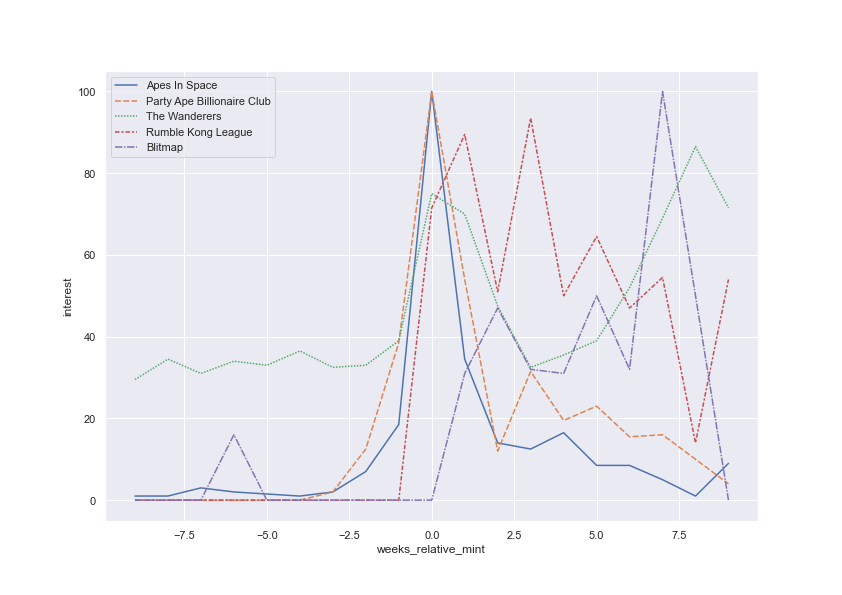 Apes In Space
Party Ape Billionaire Club
The Wanderers
Rumble Kong League
Blitmap
100
80
60
40
20
0
interest
−7.5 −5.0 −2.5 0.0 2.5 5.0 7.5
weeks_relative_mint